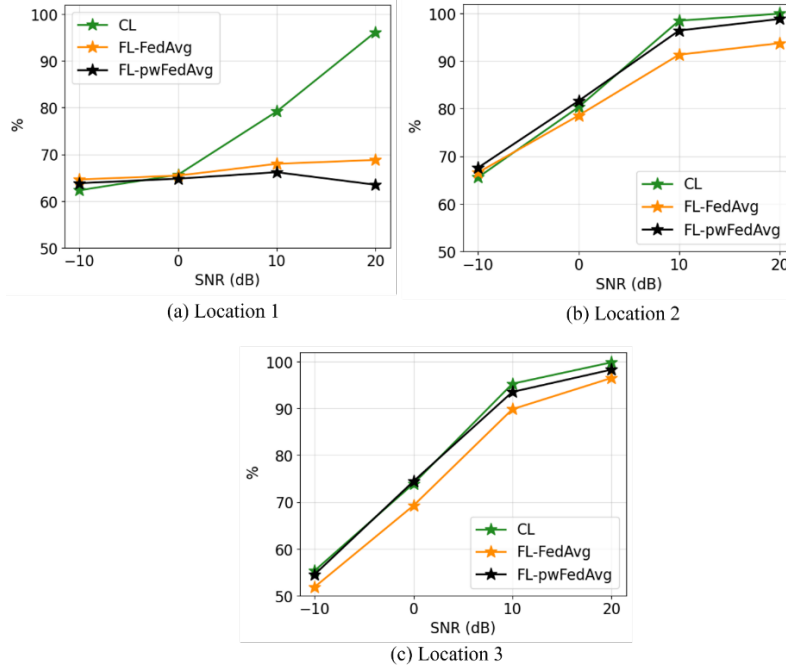 100
90
80
70
60
50
%
CL
FL-FedAvg
FL-pwFedAvg
−10
0
10
20
SNR (dB)
(a) Location 1
100
90
80
70
60
50
%
CL
FL-FedAvg
FL-pwFedAvg
−10
0
10
20
SNR (dB)
(b) Location 2
100
90
80
70
60
50
%
CL
FL-FedAvg
FL-pwFedAvg
−10
0
10
20
SNR (dB)
(c) Location 3